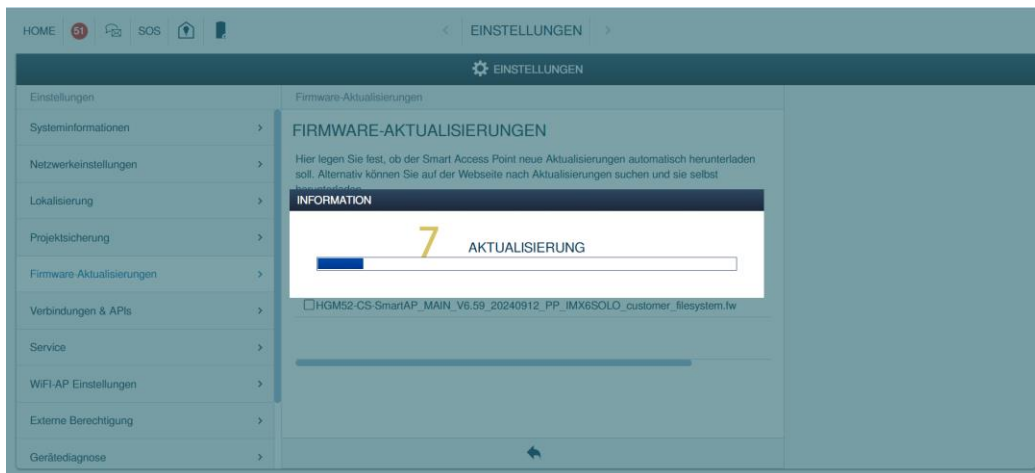 HOME 51 SOS < EINSTELLUNGEN >
EINSTELLUNGEN
Einstellungen
Systeminformationen >
Netzwerkeinstellungen >
Lokalisierung >
Projektsicherung >
Firmware-Aktualisierungen >
Verbindungen & APIs >
Service >
WiFI-AP Einstellungen >
Externe Berechtigung >
Gerätediagnose >
Firmware-Aktualisierungen
FIRMWARE-AKTUALISIERUNGEN
Hier legen Sie fest, ob der Smart Access Point neue Aktualisierungen automatisch herunterladen
soll. Alternativ können Sie auf der Webseite nach Aktualisierungen suchen und sie selbst
herunterladen
INFORMATION
7 AKTUALISIERUNG
HGM52-CS-SmartAP_MAIN_V6.59_20240912_PP_IMX6SOLO_customer_filesystem.fw